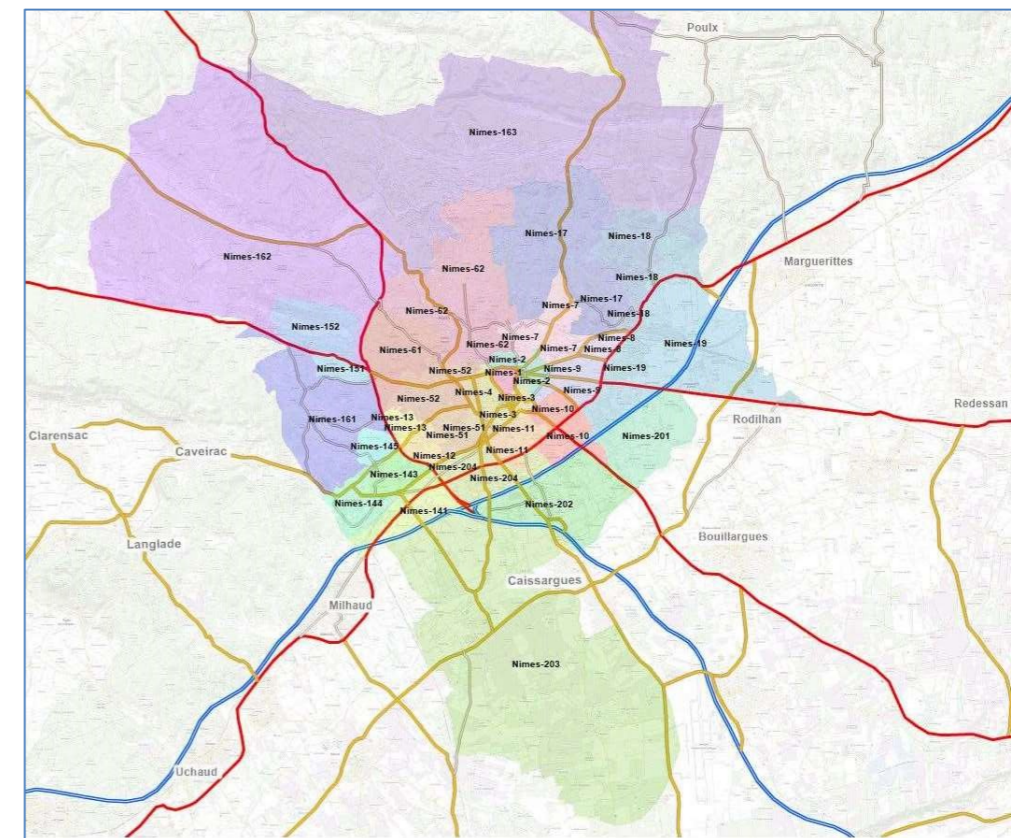 Poulx
Nimes-163
Nimes-17
Nimes-18
Nimes-162
Nimes-62
Nimes-18
Marguerittes
Nimes-17
Nimes-7
Nimes-62
Nimes-18
Nimes-152
Nimes-7
Nimes-8
Nimes-62
Nimes-19
Nimes-61
Nimes-7
Nimes-2
Nimes-151
Nimes-52
Nimes-1
Nimes-9
Nimes-19
Nimes-2
Nimes-4
Nimes-52
Nimes-3
Redessan
Nimes-10
Nimes-161
Nimes-13
Nimes-3
Rodilhan
Nimes-13
Nimes-51
Nimes-11
Clarensac
Nimes-51
Nimes-10
Nimes-201
Nimes-145
Caveirac
Nimes-12
Nimes-11
Nimes-204
Nimes-143
Nimes-204
Nimes-144
Nimes-141
Nimes-202
Bouillargues
Langlade
Caissargues
Milhaud
Nimes-203
Uchaud